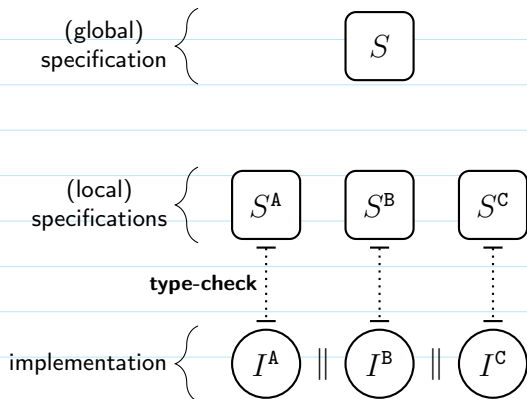 (global)
specification
S
(local)
specifications
S^A S^B S^C
type-check
implementation
I^A || I^B || I^C